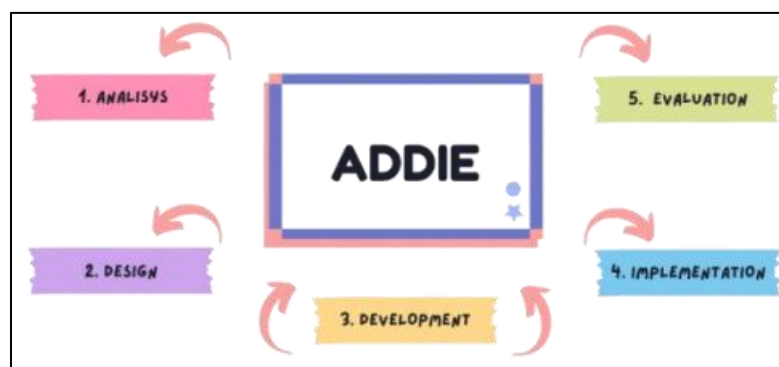 ADDIE
1. ANALISYS
2. DESIGN
3. DEVELOPMENT
4. IMPLEMENTATION
5. EVALUATION